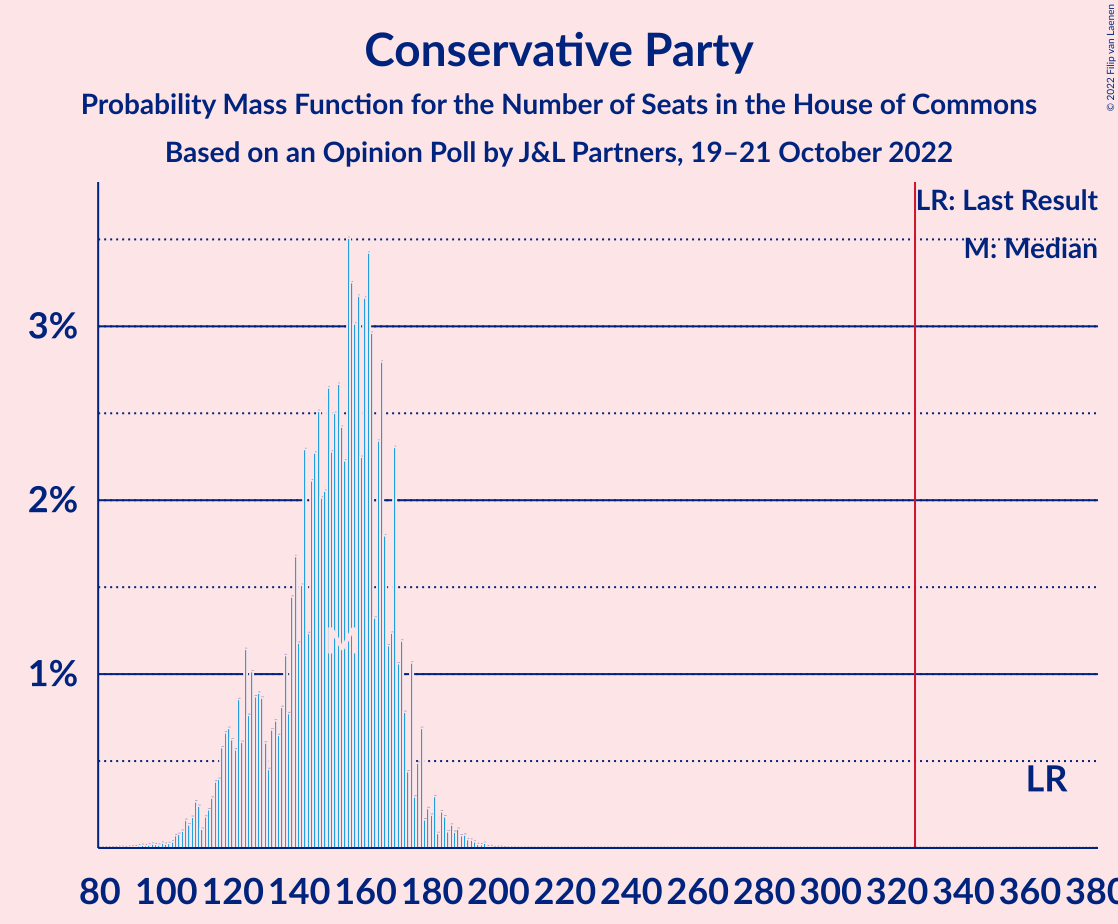 Conservative Party
© 2022 Filip van Laenen
Probability Mass Function for the Number of Seats in the House of Commons
Based on an Opinion Poll by J&L Partners, 19–21 October 2022
LR: Last Result
M: Median
3%
2%
M
1%
LR
80 100 120 140 160 180 200 220 240 260 280 300 320 340 360 380